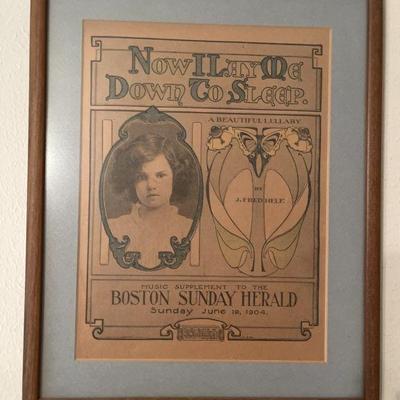 NOW I LAY ME
DOWN TO SLEEP.
A BEAUTIFUL LULLABY
BY
J. FRED HELF
MUSIC SUPPLEMENT TO THE
BOSTON SUNDAY HERALD
Sunday June 19, 1904.